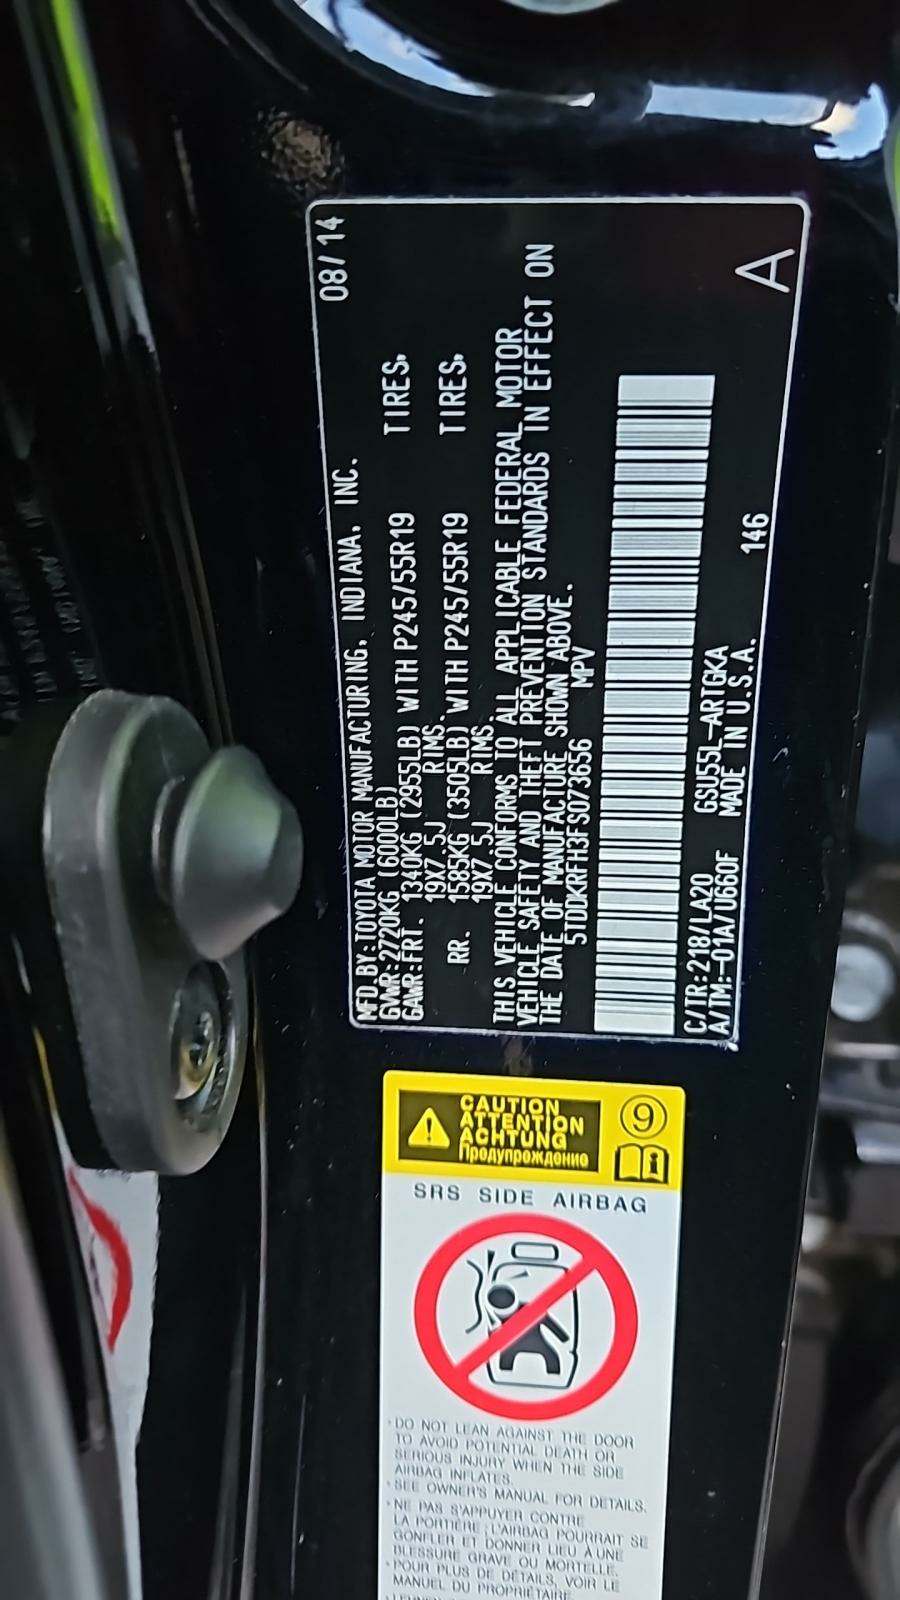 MFD.BY:TOYOTA MOTOR MANUFACTURING, INDIANA, INC. 08/14
GVWR:2720KG (6000LB)
GAWR:FRT. 1340KG (2955LB) WITH P245/55R19 TIRES,
19X7.5J RIMS.
RR. 1585KG (3505LB) WITH P245/55R19 TIRES,
19X7.5J RIMS
THIS VEHICLE CONFORMS TO ALL APPLICABLE FEDERAL MOTOR
VEHICLE SAFETY AND THEFT PREVENTION STANDARDS IN EFFECT ON
THE DATE OF MANUFACTURE SHOWN ABOVE.
5TDDKRFH3FS073656 MPV
C/TR:218/LA20 GSU55L-ARTGKA
A/TM:-01A/U660F MADE IN U.S.A. 146
A
CAUTION
ATTENTION
ACHTUNG
Предупреждение
9
SRS SIDE AIRBAG
·DO NOT LEAN AGAINST THE DOOR
TO AVOID POTENTIAL DEATH OR
SERIOUS INJURY WHEN THE SIDE
AIRBAG INFLATES.
·SEE OWNER'S MANUAL FOR DETAILS.
·NE PAS S'APPUYER CONTRE
LA PORTIÈRE ; L'AIRBAG POURRAIT SE
GONFLER ET DONNER LIEU À UNE
BLESSURE GRAVE OU MORTELLE.
·POUR PLUS DE DÉTAILS, VOIR LE
MANUEL DU PROPRIÉTAIRE.